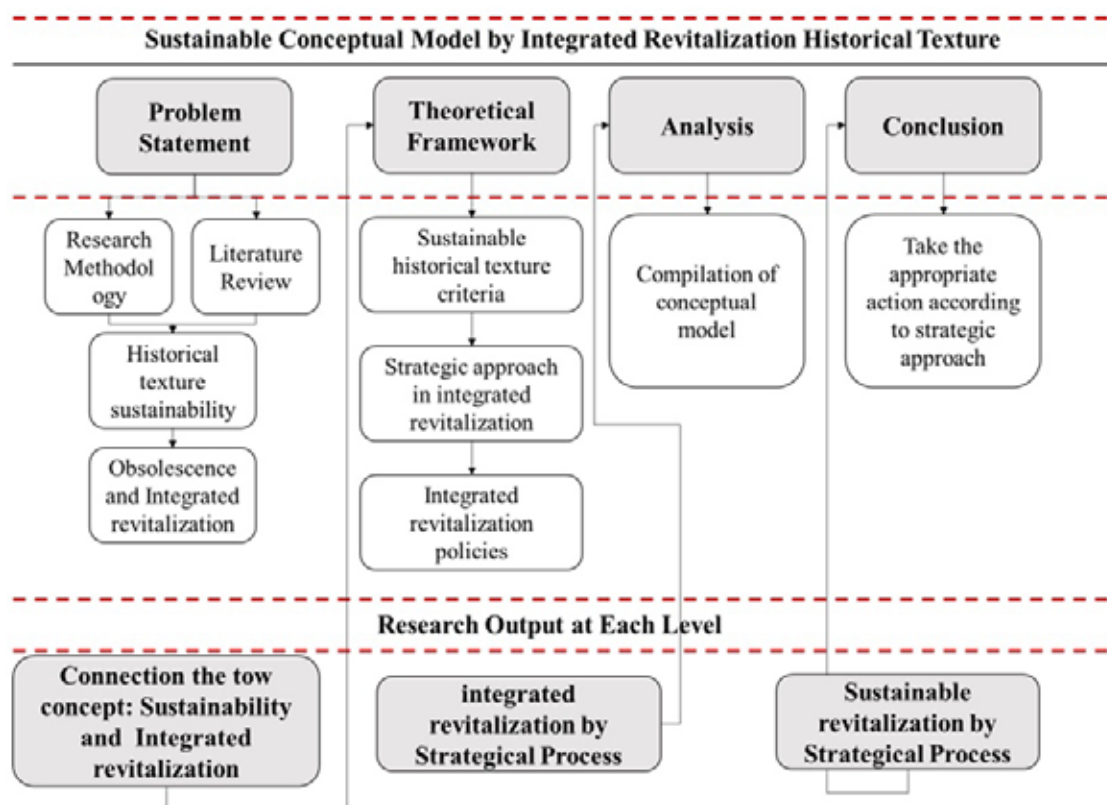 Sustainable Conceptual Model by Integrated Revitalization Historical Texture
Problem
Statement
Theoretical
Framework
Analysis
Conclusion
Research
Methodol
ogy
Literature
Review
Historical
texture
sustainability
Obsolescence
and Integrated
revitalization
Sustainable
historical texture
criteria
Strategic approach
in integrated
revitalization
Integrated
revitalization
policies
Compilation of
conceptual
model
Take the
appropriate
action according
to strategic
approach
Research Output at Each Level
Connection the tow
concept: Sustainability
and Integrated
revitalization
integrated
revitalization by
Strategical Process
Sustainable
revitalization by
Strategical Process